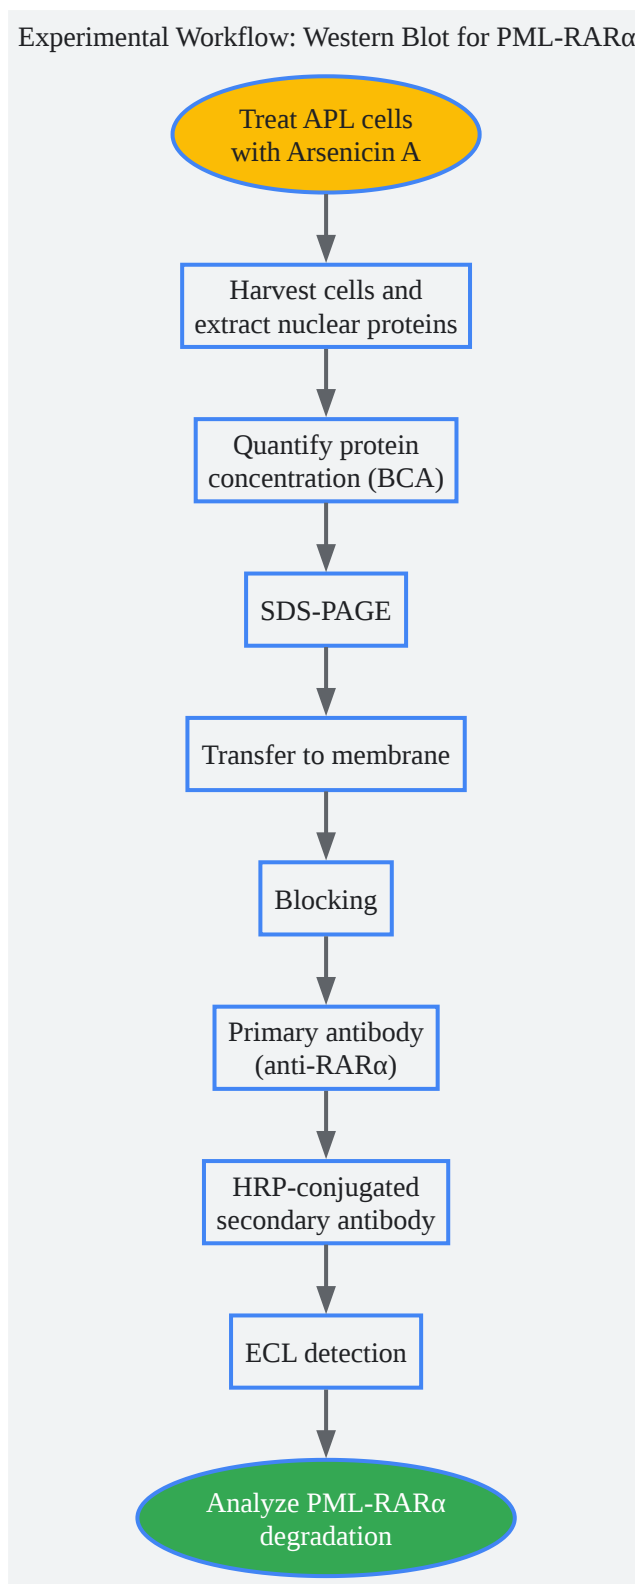 Experimental Workflow: Western Blot for PML-RARα
Treat APL cells
with Arsenicin A
Harvest cells and
extract nuclear proteins
Quantify protein
concentration (BCA)
SDS-PAGE
Transfer to membrane
Blocking
Primary antibody
(anti-RARα)
HRP-conjugated
secondary antibody
ECL detection
Analyze PML-RARα
degradation